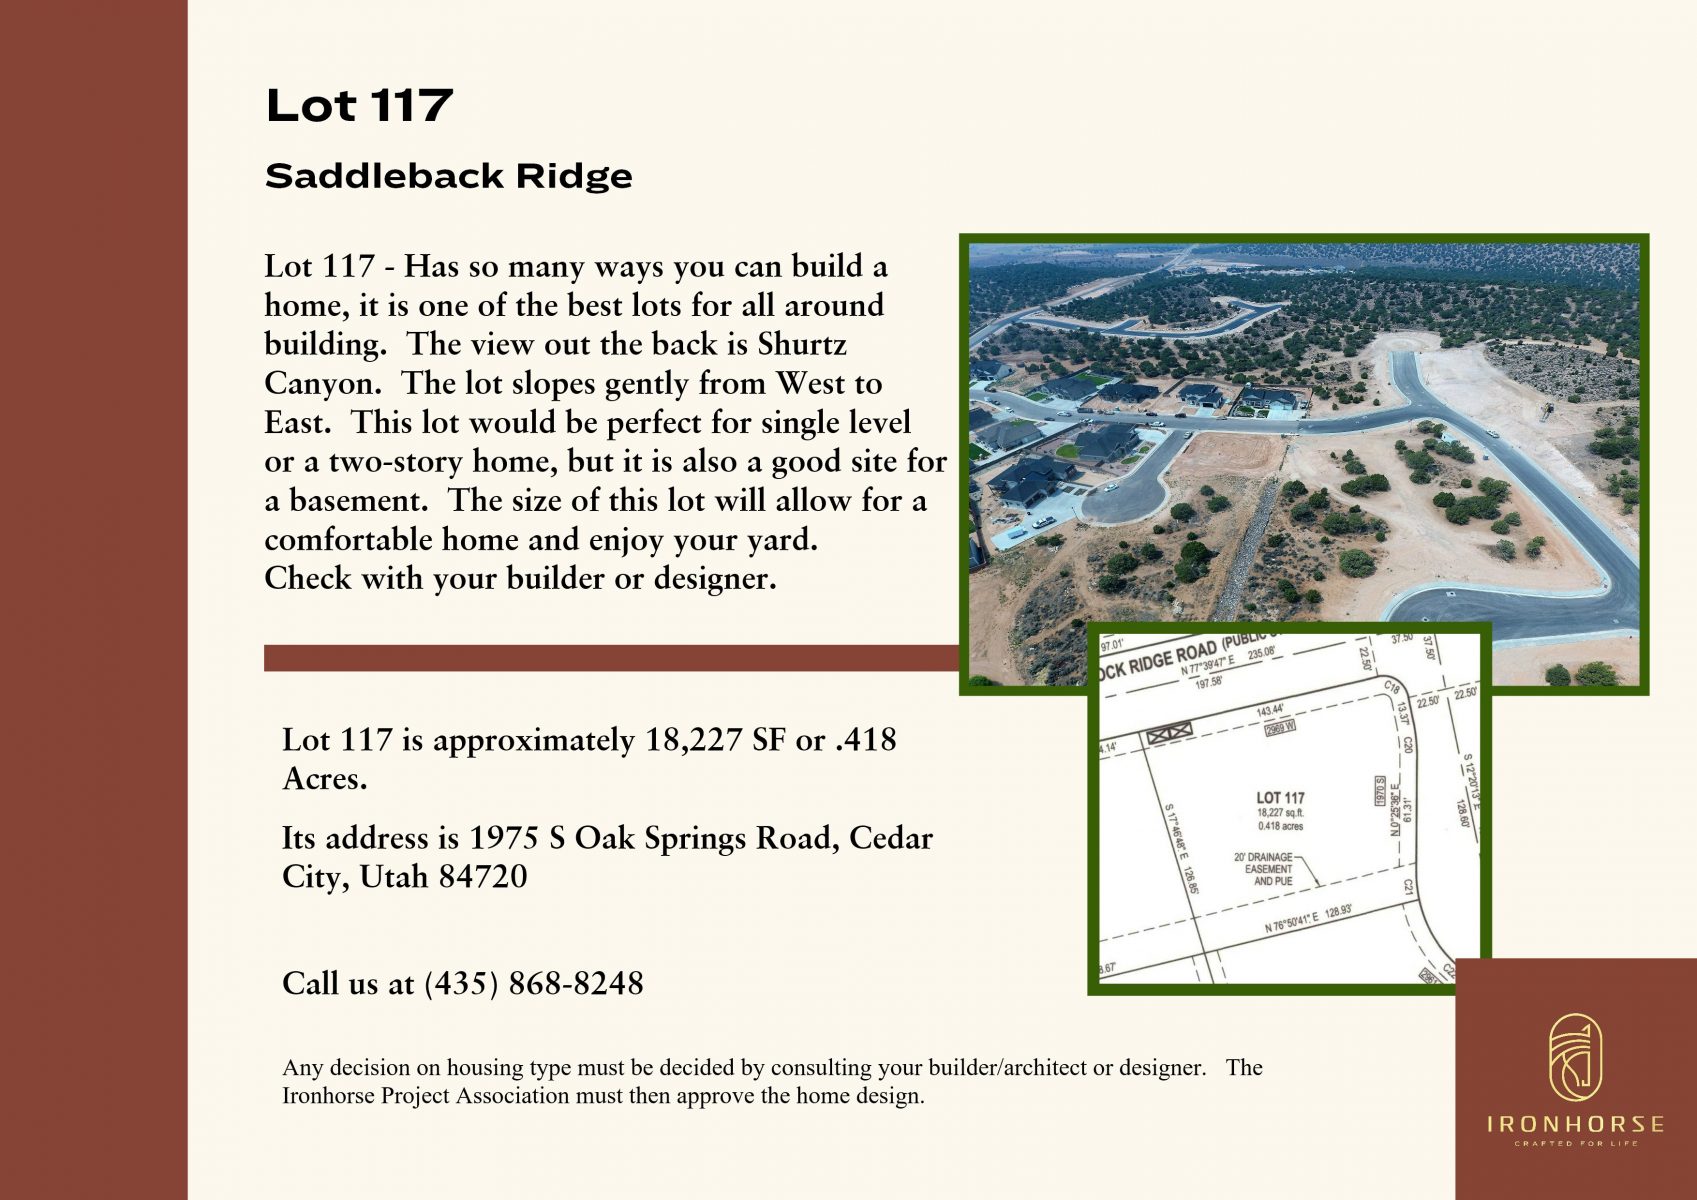 Lot 117
Saddleback Ridge
Lot 117 - Has so many ways you can build a
home, it is one of the best lots for all around
building.  The view out the back is Shurtz
Canyon.  The lot slopes gently from West to
East.  This lot would be perfect for single level
or a two-story home, but it is also a good site for
a basement.  The size of this lot will allow for a
comfortable home and enjoy your yard.
Check with your builder or designer.
Lot 117 is approximately 18,227 SF or .418
Acres.
Its address is 1975 S Oak Springs Road, Cedar
City, Utah 84720
Call us at (435) 868-8248
Any decision on housing type must be decided by consulting your builder/architect or designer.   The
Ironhorse Project Association must then approve the home design.
97.01'
OCK RIDGE ROAD (PUBLIC
N 77°39'47" E 235.08'
197.58'
22.50'
37.50'
37.50'
22.50'
22.50'
C18
13.37'
C20
143.44'
2969 W
4.14'
S 17°46'48" E 126.85'
LOT 117
18,227 sq.ft.
0.418 acres
1970 S
N 0°25'36" E
61.31'
S 12°20'13" E
128.60'
20' DRAINAGE
EASEMENT
AND PUE
C21
N 76°50'41" E 128.93'
8.67'
IRONHORSE
CRAFTED FOR LIFE